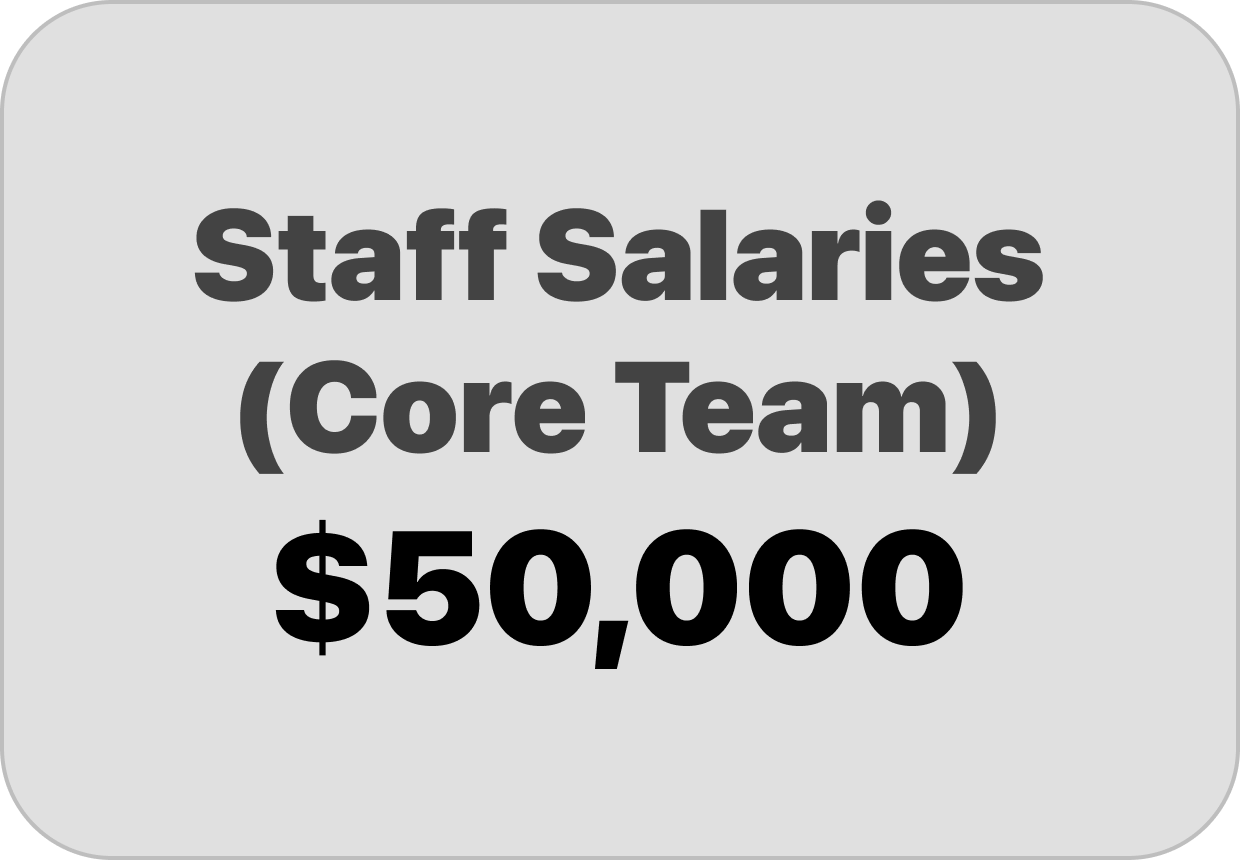 Staff Salaries
(Core Team)
$50,000